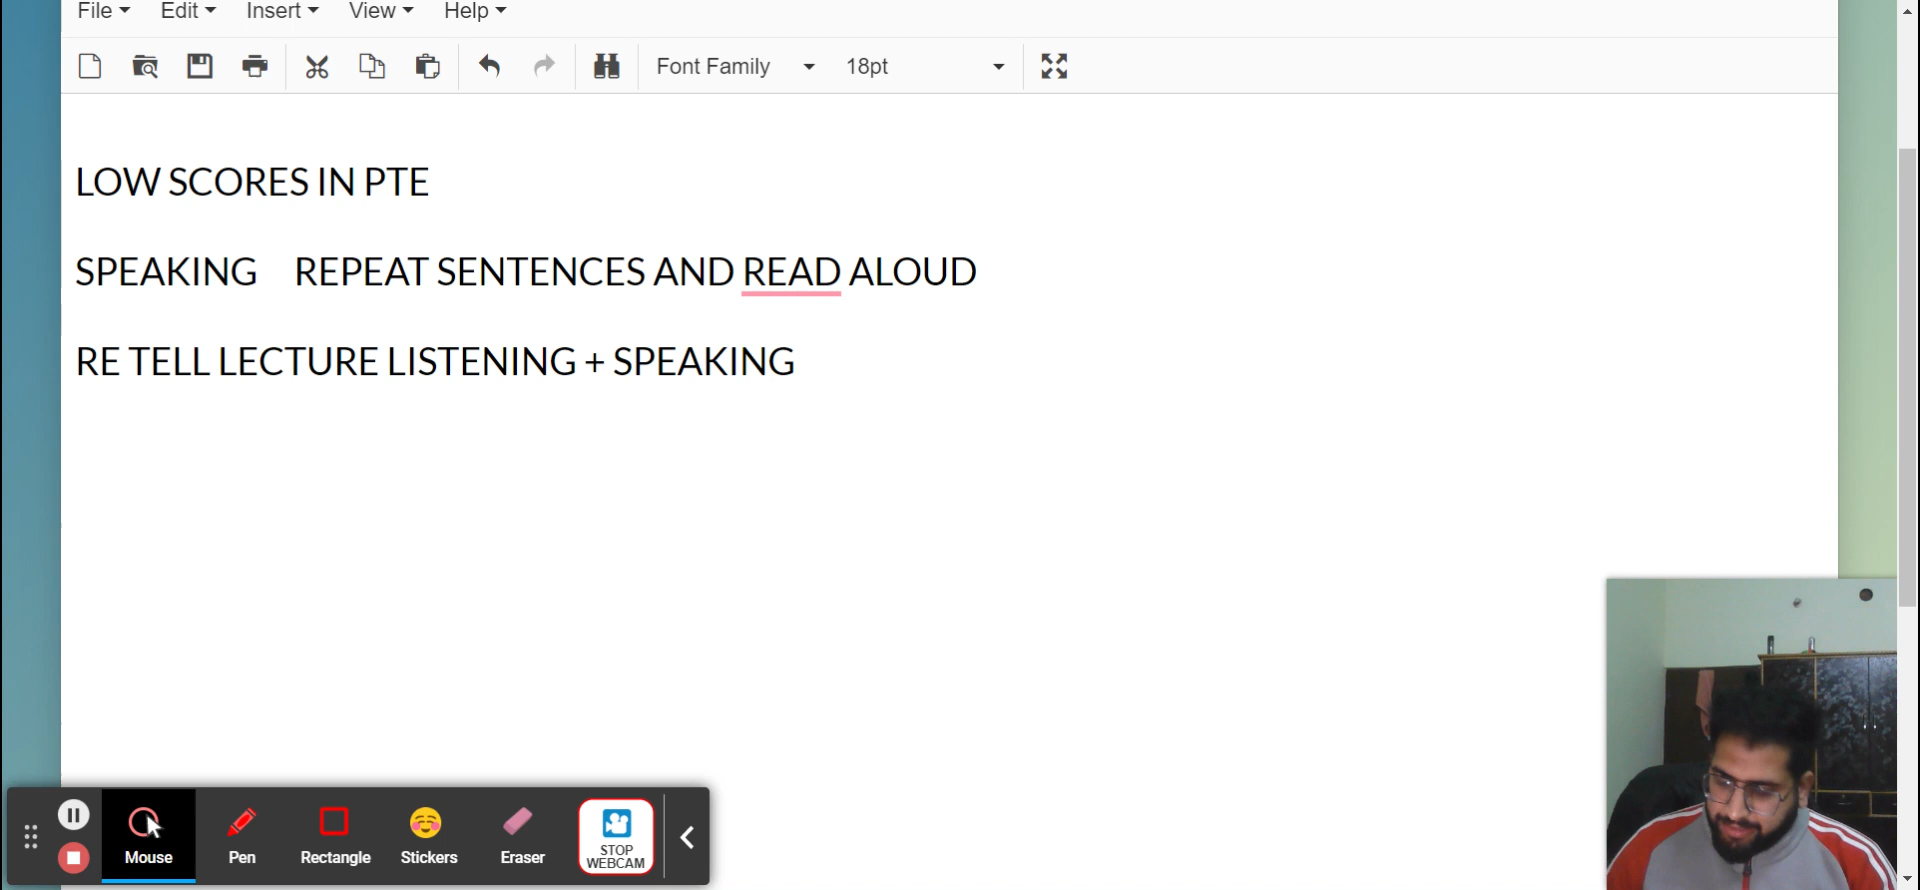 File Edit Insert View Help
Font Family 18pt
LOW SCORES IN PTE
SPEAKING REPEAT SENTENCES AND READ ALOUD
RE TELL LECTURE LISTENING + SPEAKING
Mouse Pen Rectangle Stickers Eraser STOP
WEBCAM